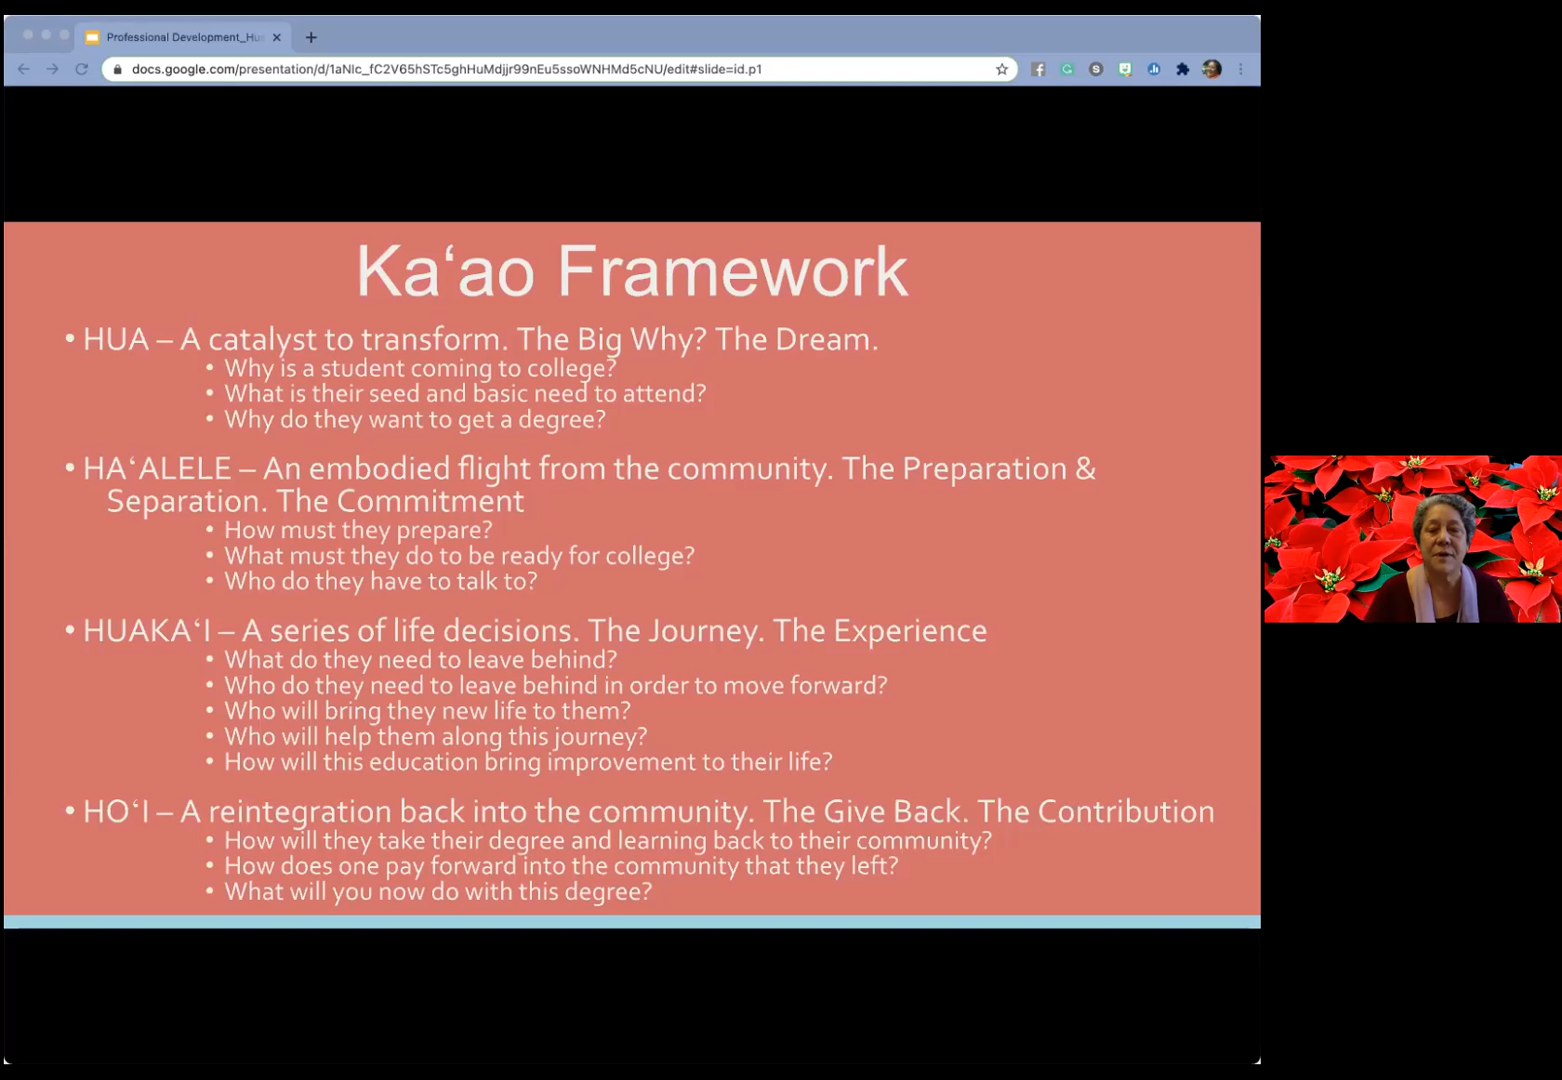 Professional Development_Hu
docs.google.com/presentation/d/1aNlc_fC2V65hSTc5ghHuMdjjr99nEu5ssoWNHMd5cNU/edit#slide=id.p1
Kaʻao Framework
• HUA – A catalyst to transform. The Big Why? The Dream.
• Why is a student coming to college?
• What is their seed and basic need to attend?
• Why do they want to get a degree?
• HAʻALELE – An embodied flight from the community. The Preparation &
Separation. The Commitment
• How must they prepare?
• What must they do to be ready for college?
• Who do they have to talk to?
• HUAKAʻI – A series of life decisions. The Journey. The Experience
• What do they need to leave behind?
• Who do they need to leave behind in order to move forward?
• Who will bring they new life to them?
• Who will help them along this journey?
• How will this education bring improvement to their life?
• HOʻI – A reintegration back into the community. The Give Back. The Contribution
• How will they take their degree and learning back to their community?
• How does one pay forward into the community that they left?
• What will you now do with this degree?